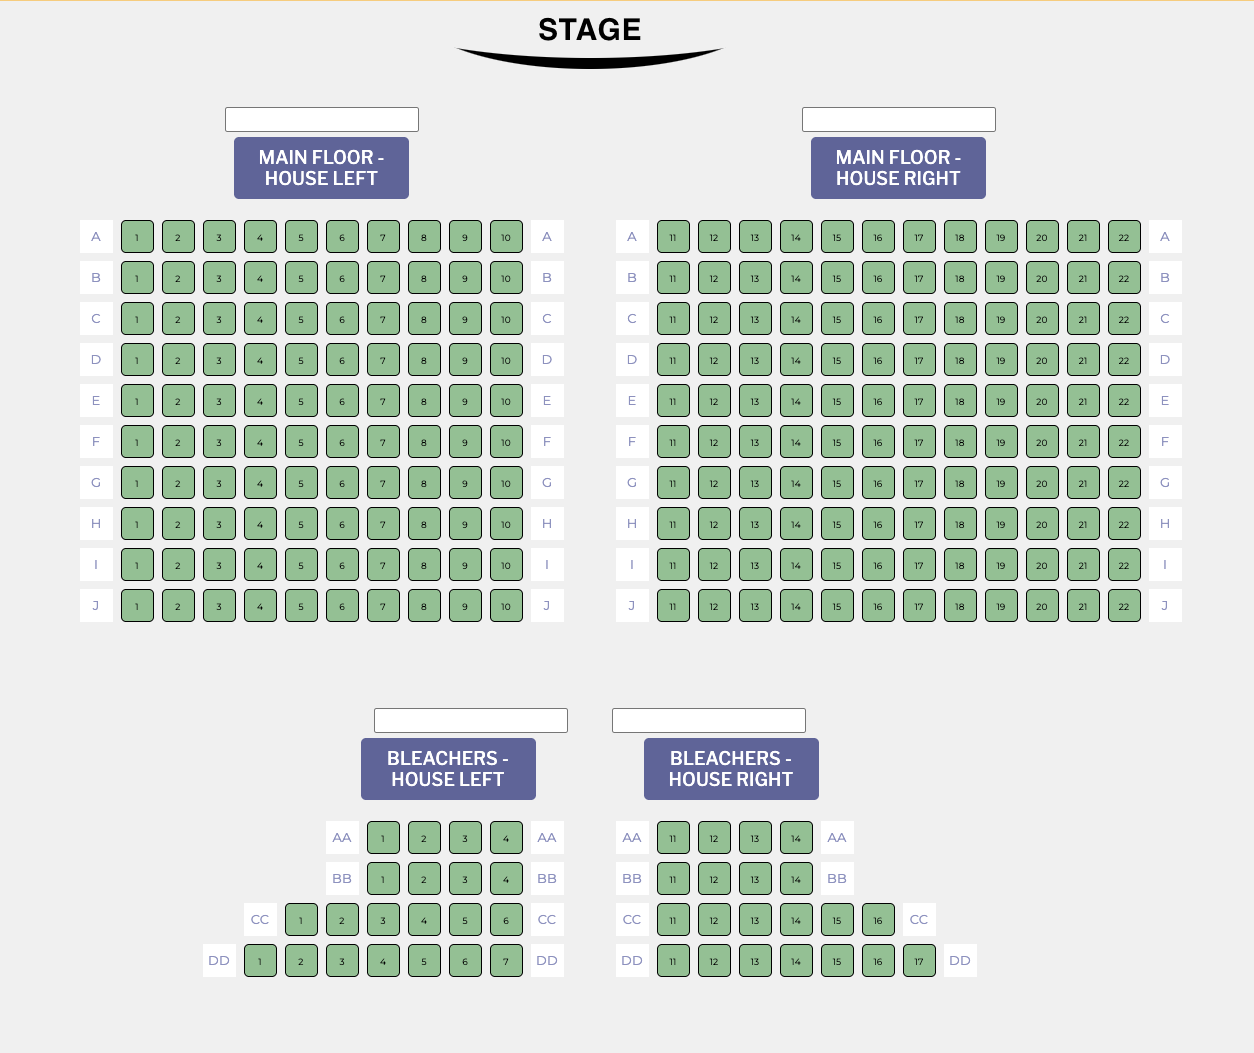 STAGE
MAIN FLOOR -
HOUSE LEFT
MAIN FLOOR -
HOUSE RIGHT
A 1 2 3 4 5 6 7 8 9 10 A A 11 12 13 14 15 16 17 18 19 20 21 22 A
B 1 2 3 4 5 6 7 8 9 10 B B 11 12 13 14 15 16 17 18 19 20 21 22 B
C 1 2 3 4 5 6 7 8 9 10 C C 11 12 13 14 15 16 17 18 19 20 21 22 C
D 1 2 3 4 5 6 7 8 9 10 D D 11 12 13 14 15 16 17 18 19 20 21 22 D
E 1 2 3 4 5 6 7 8 9 10 E E 11 12 13 14 15 16 17 18 19 20 21 22 E
F 1 2 3 4 5 6 7 8 9 10 F F 11 12 13 14 15 16 17 18 19 20 21 22 F
G 1 2 3 4 5 6 7 8 9 10 G G 11 12 13 14 15 16 17 18 19 20 21 22 G
H 1 2 3 4 5 6 7 8 9 10 H H 11 12 13 14 15 16 17 18 19 20 21 22 H
I 1 2 3 4 5 6 7 8 9 10 I I 11 12 13 14 15 16 17 18 19 20 21 22 I
J 1 2 3 4 5 6 7 8 9 10 J J 11 12 13 14 15 16 17 18 19 20 21 22 J
BLEACHERS -
HOUSE LEFT
BLEACHERS -
HOUSE RIGHT
AA 1 2 3 4 AA AA 11 12 13 14 AA
BB 1 2 3 4 BB BB 11 12 13 14 BB
CC 1 2 3 4 5 6 CC CC 11 12 13 14 15 16 CC
DD 1 2 3 4 5 6 7 DD DD 11 12 13 14 15 16 17 DD